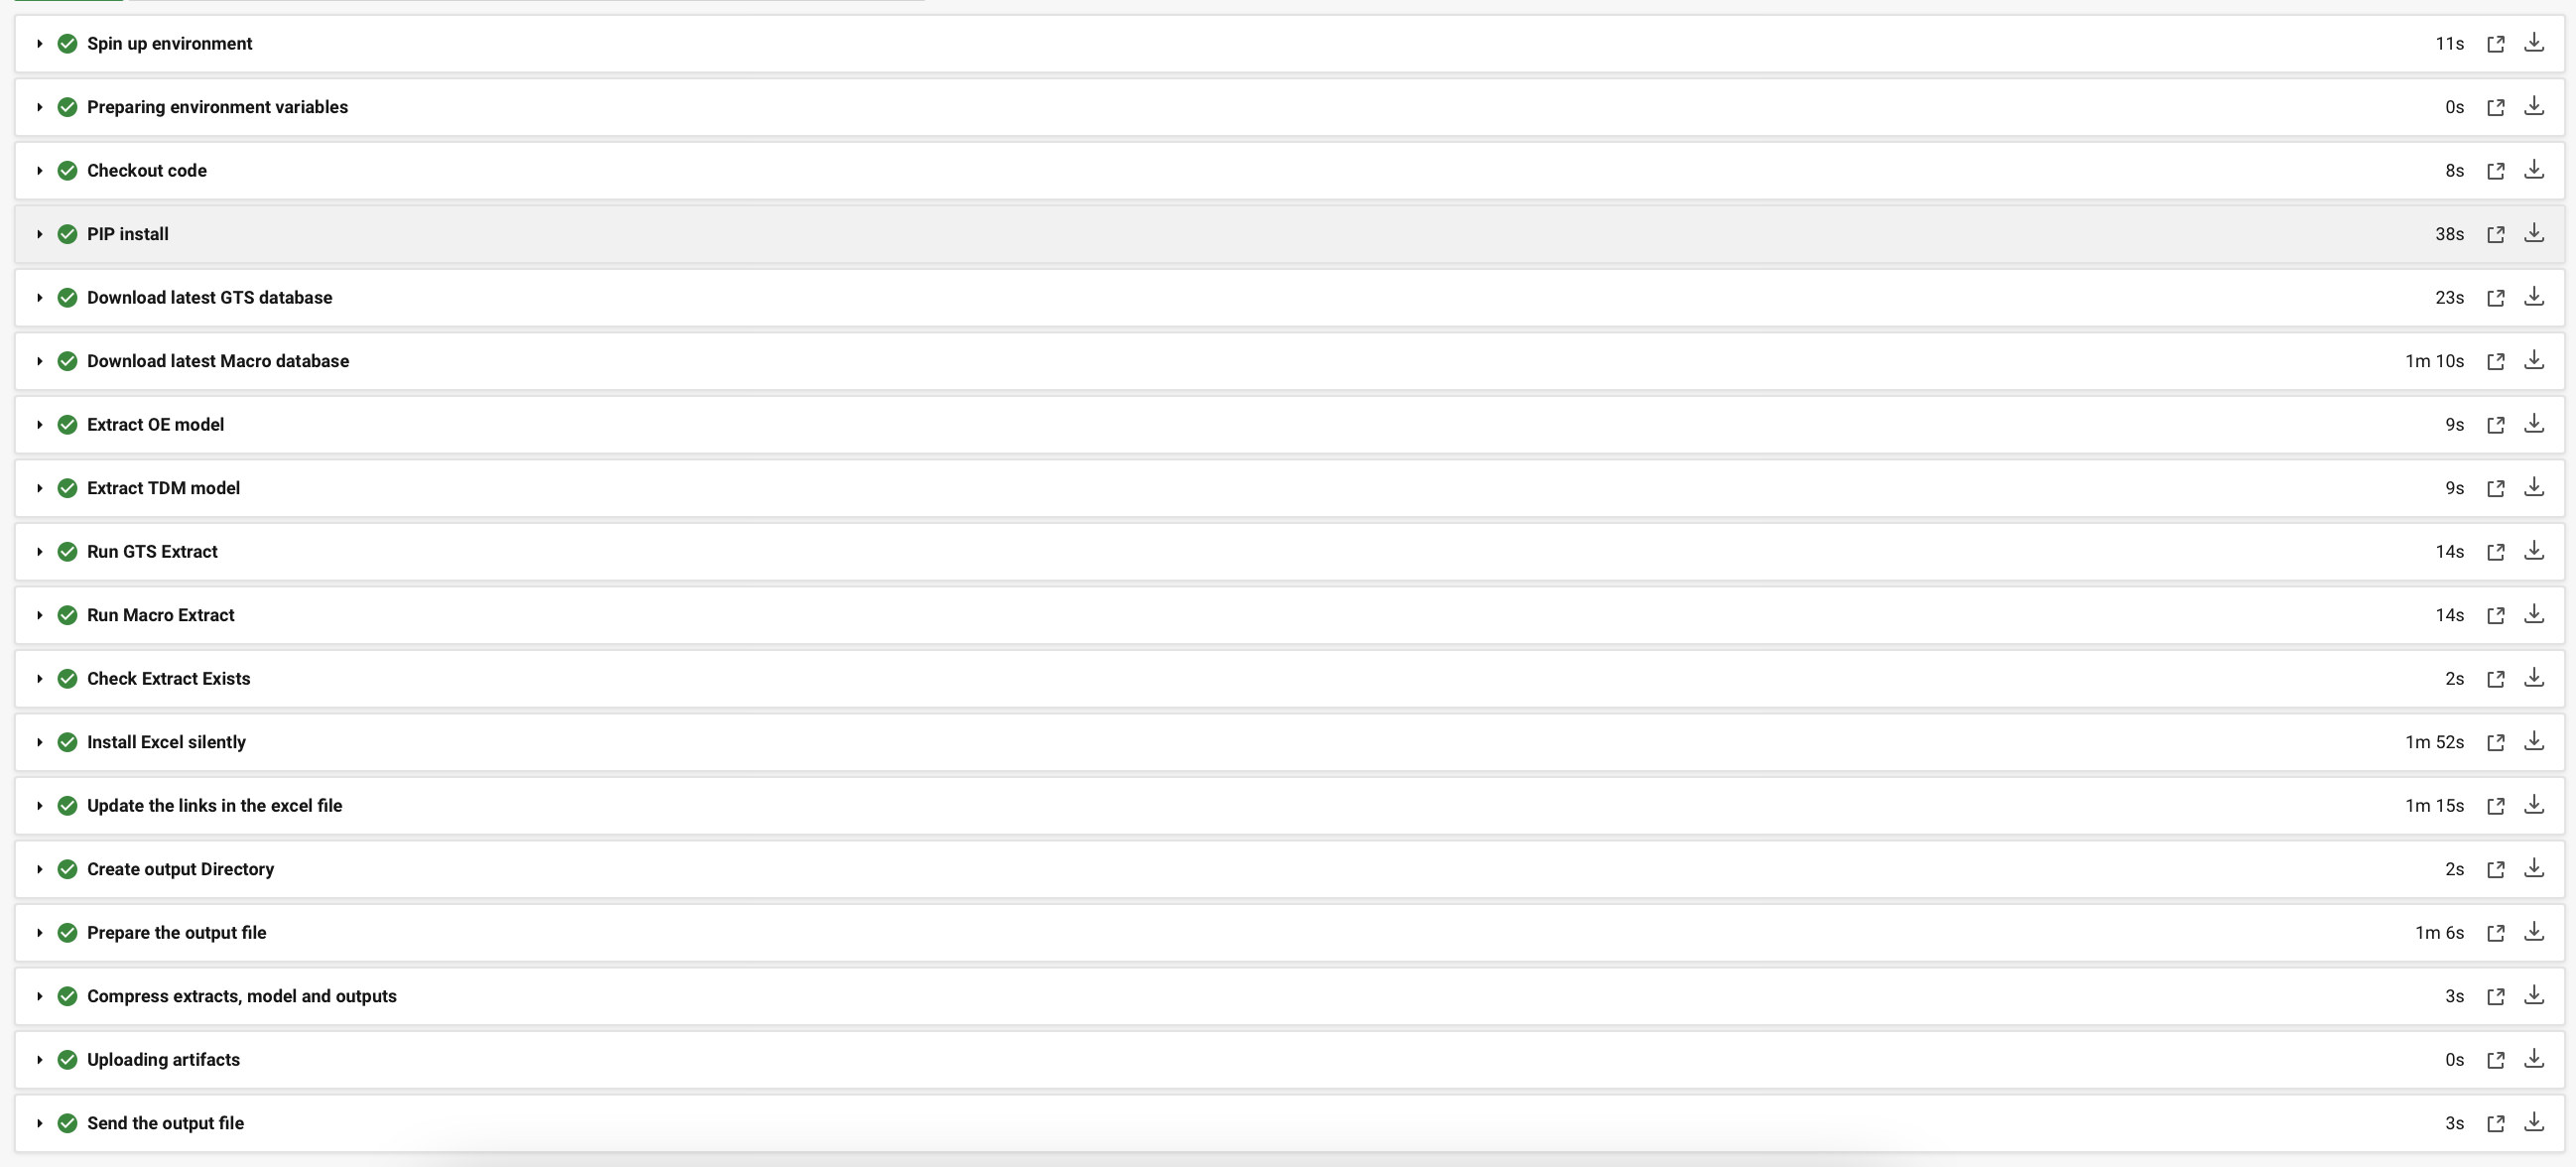 Spin up environment 11s
Preparing environment variables 0s
Checkout code 8s
PIP install 38s
Download latest GTS database 23s
Download latest Macro database 1m 10s
Extract OE model 9s
Extract TDM model 9s
Run GTS Extract 14s
Run Macro Extract 14s
Check Extract Exists 2s
Install Excel silently 1m 52s
Update the links in the excel file 1m 15s
Create output Directory 2s
Prepare the output file 1m 6s
Compress extracts, model and outputs 3s
Uploading artifacts 0s
Send the output file 3s